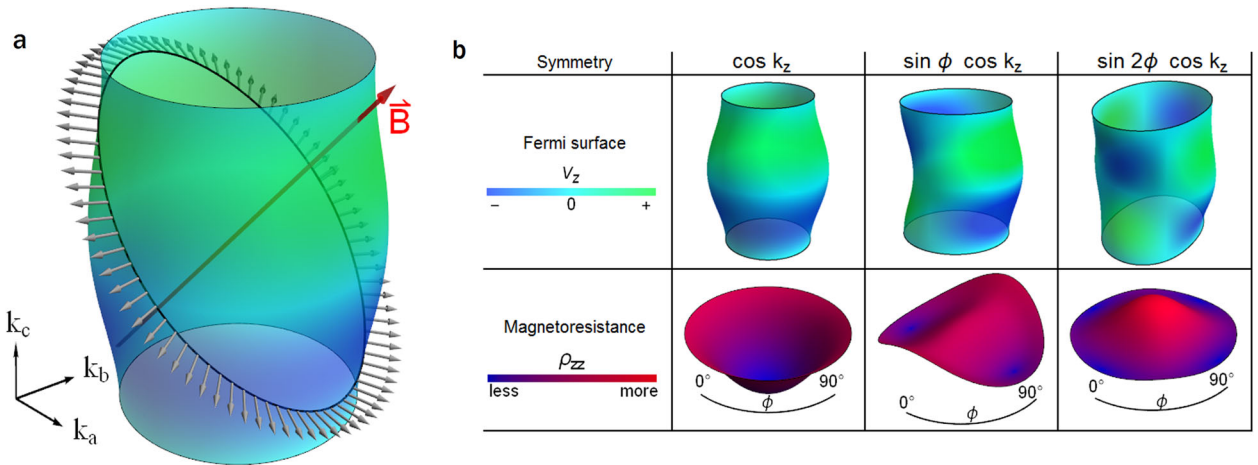 a
B
k_c
k_b
k_a
b
Symmetry
cos k_z
sin ϕ cos k_z
sin 2ϕ cos k_z
Fermi surface
V_z
− 0 +
Magnetoresistance
ρ_zz
less more
0° 90°
ϕ
0° 90°
ϕ
0° 90°
ϕ